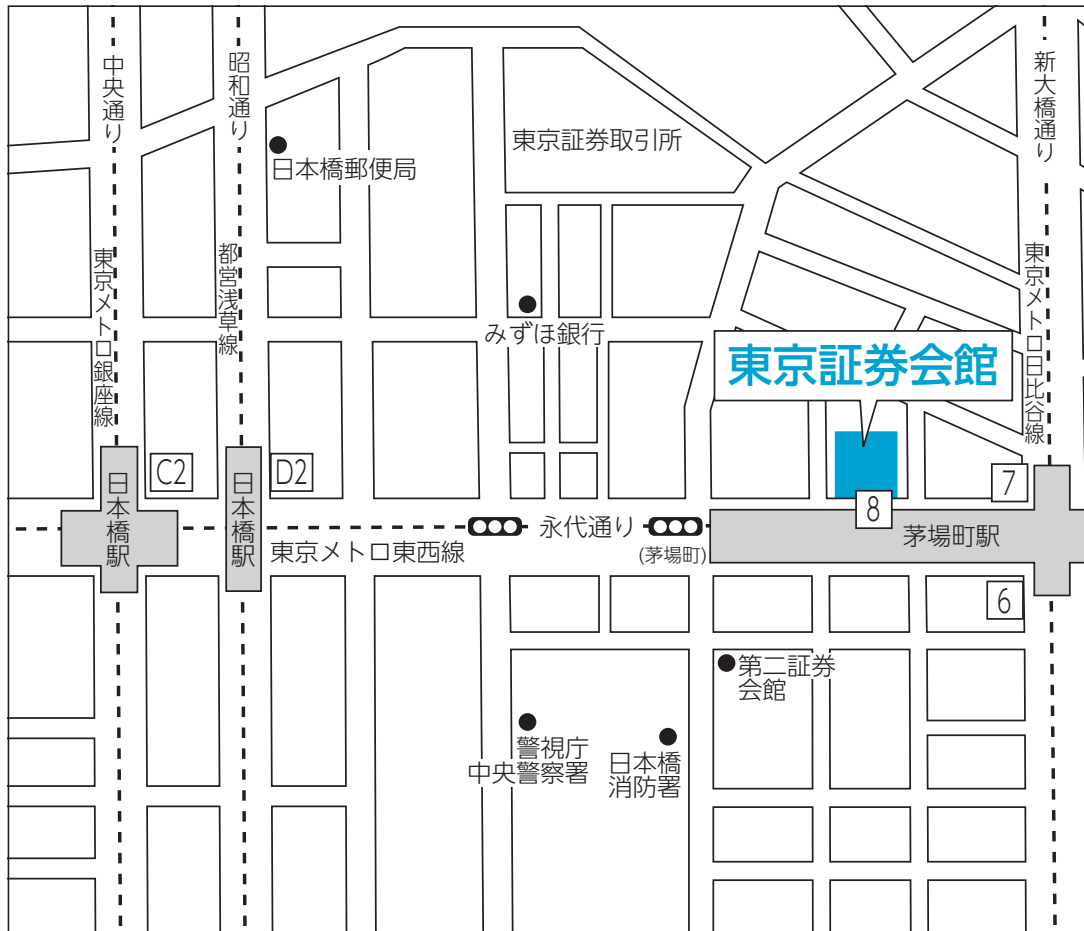 中央通り
昭和通り
新大橋通り
東京証券取引所
日本橋郵便局
東京メトロ銀座線
都営浅草線
東京メトロ日比谷線
みずほ銀行
東京証券会館
C2
D2
7
8
日本橋駅
日本橋駅
永代通り
茅場町駅
東京メトロ東西線
(茅場町)
6
第二証券
会館
警視庁
中央警察署
日本橋
消防署